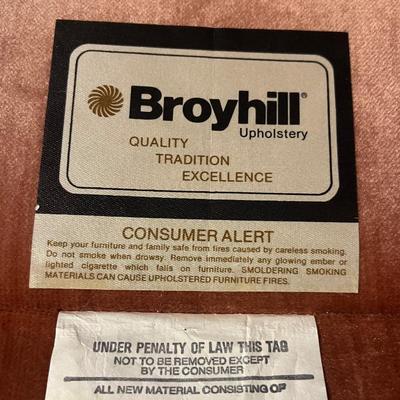 Broyhill®
Upholstery
QUALITY
TRADITION
EXCELLENCE
CONSUMER ALERT
Keep your furniture and family safe from fires caused by careless smoking.
Do not smoke when drowsy. Remove immediately any glowing ember or
lighted cigarette which falls on furniture. SMOLDERING SMOKING
MATERIALS CAN CAUSE UPHOLSTERED FURNITURE FIRES.
UNDER PENALTY OF LAW THIS TAG
NOT TO BE REMOVED EXCEPT
BY THE CONSUMER
ALL NEW MATERIAL CONSISTING OF